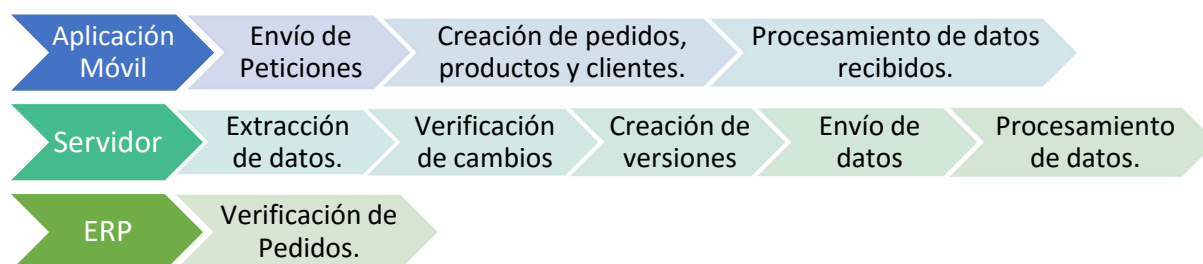 Aplicación
Móvil
Envío de
Peticiones
Creación de pedidos,
productos y clientes.
Procesamiento de datos
recibidos.
Servidor
Extracción
de datos.
Verificación
de cambios
Creación de
versiones
Envío de
datos
Procesamiento
de datos.
ERP
Verificación de
Pedidos.